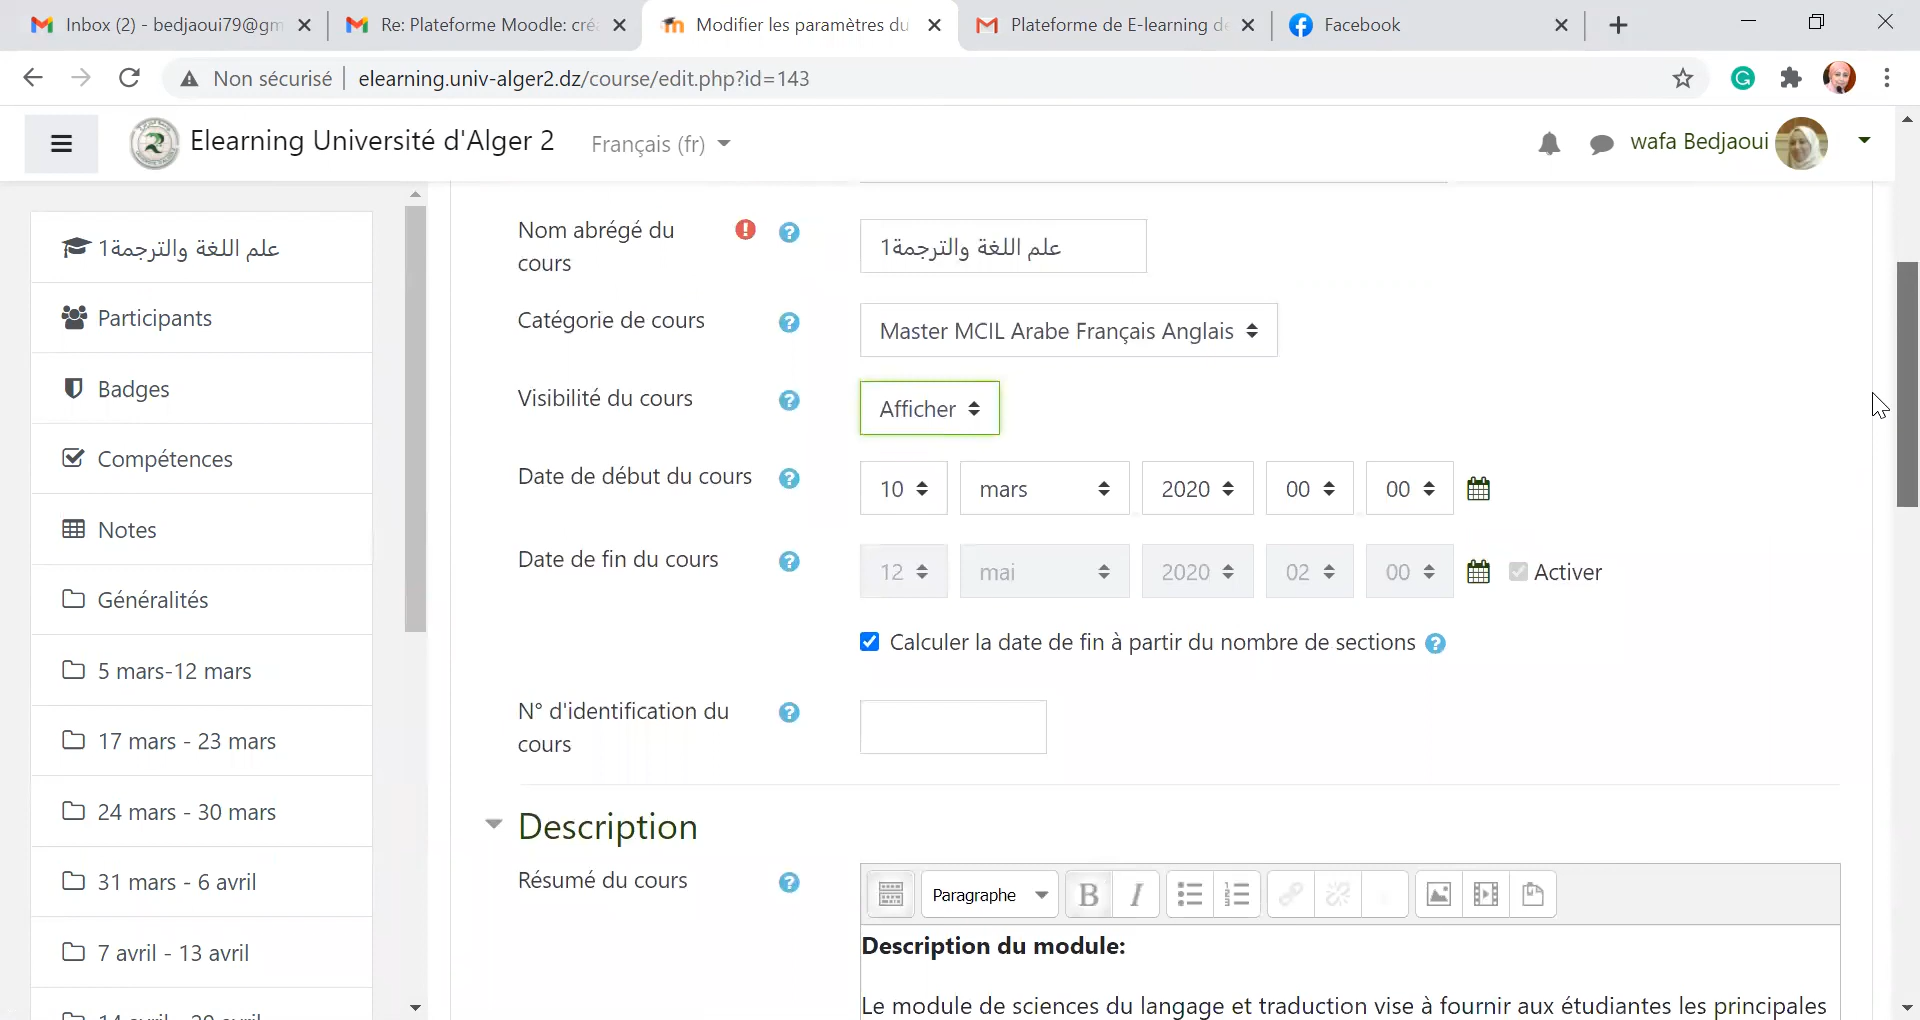 Inbox (2) - bedjaoui79@gm
Re: Plateforme Moodle: cré
Modifier les paramètres du
Plateforme de E-learning de
Facebook
Non sécurisé
elearning.univ-alger2.dz/course/edit.php?id=143
Elearning Université d'Alger 2
Français (fr)
wafa Bedjaoui
علم اللغة والترجمة1
Participants
Badges
Compétences
Notes
Généralités
5 mars-12 mars
17 mars - 23 mars
24 mars - 30 mars
31 mars - 6 avril
7 avril - 13 avril
Nom abrégé du
cours
علم اللغة والترجمة1
Catégorie de cours
Master MCIL Arabe Français Anglais
Visibilité du cours
Afficher
Date de début du cours
10 mars 2020 00 00
Date de fin du cours
12 mai 2020 02 00 Activer
Calculer la date de fin à partir du nombre de sections
N° d'identification du
cours
Description
Résumé du cours
Paragraphe
B I
Description du module:
Le module de sciences du langage et traduction vise à fournir aux étudiantes les principales